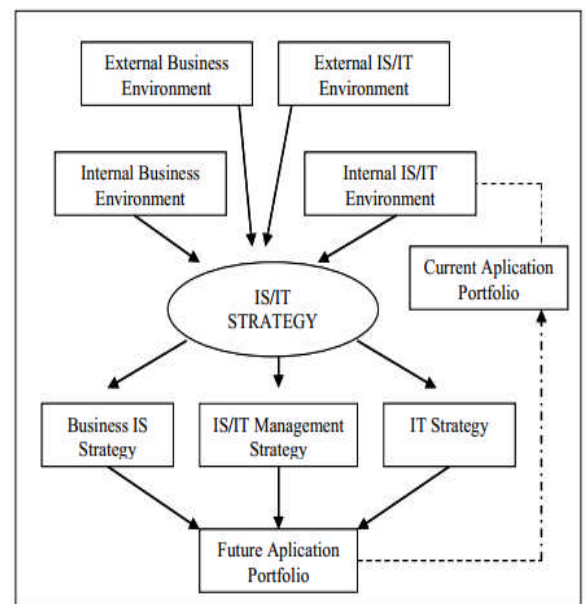 External Business
Environment
External IS/IT
Environment
Internal Business
Environment
Internal IS/IT
Environment
Current Aplication
Portfolio
IS/IT
STRATEGY
Business IS
Strategy
IS/IT Management
Strategy
IT Strategy
Future Aplication
Portfolio